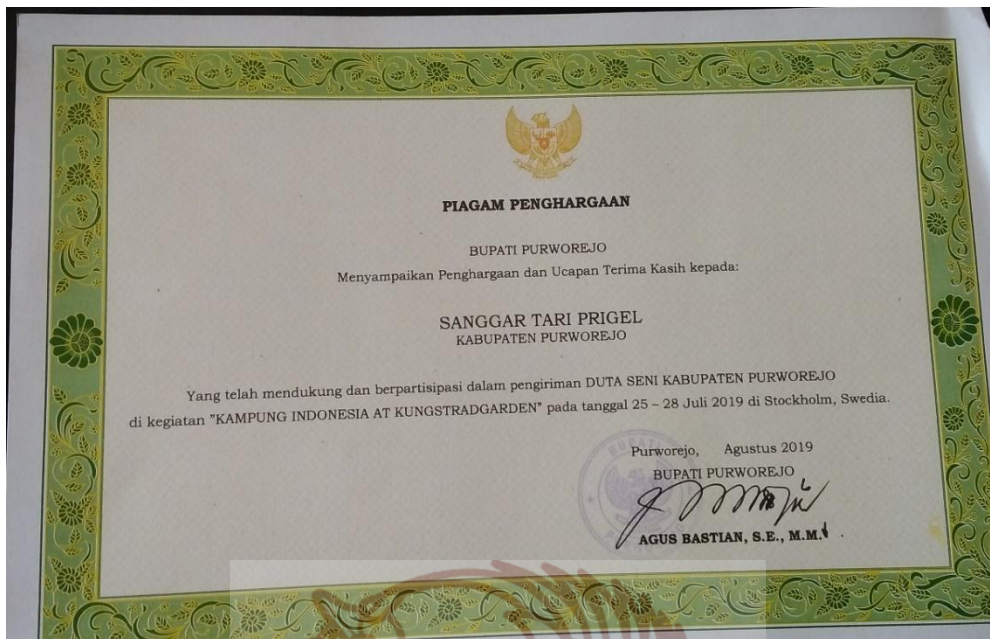 PIAGAM PENGHARGAAN
BUPATI PURWOREJO
Menyampaikan Penghargaan dan Ucapan Terima Kasih kepada:
SANGGAR TARI PRIGEL
KABUPATEN PURWOREJO
Yang telah mendukung dan berpartisipasi dalam pengiriman DUTA SENI KABUPATEN PURWOREJO
di kegiatan "KAMPUNG INDONESIA AT KUNGSTRADGARDEN" pada tanggal 25 – 28 Juli 2019 di Stockholm, Swedia.
Purworejo, Agustus 2019
BUPATI PURWOREJO
AGUS BASTIAN, S.E., M.M.
BUPATI